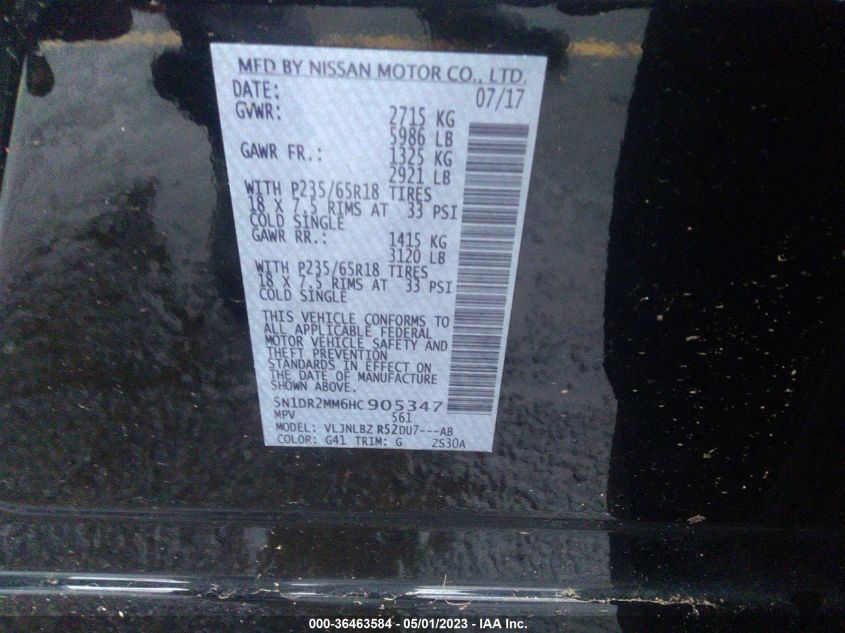 MFD BY NISSAN MOTOR CO., LTD.
DATE: 07/17
GVWR: 2715 KG
5986 LB
GAWR FR.: 1325 KG
2921 LB
WITH P235/65R18 TIRES
18 X 7.5 RIMS AT 33 PSI
COLD SINGLE
GAWR RR.: 1415 KG
3120 LB
WITH P235/65R18 TIRES
18 X 7.5 RIMS AT 33 PSI
COLD SINGLE
THIS VEHICLE CONFORMS TO
ALL APPLICABLE FEDERAL
MOTOR VEHICLE SAFETY AND
THEFT PREVENTION
STANDARDS IN EFFECT ON
THE DATE OF MANUFACTURE
SHOWN ABOVE.
5N1DR2MM6HC905347
MPV 561
MODEL: VLJNLBZ R52DU7---AB
COLOR: G41 TRIM: G ZS30A
000-36463584 - 05/01/2023 - IAA Inc.